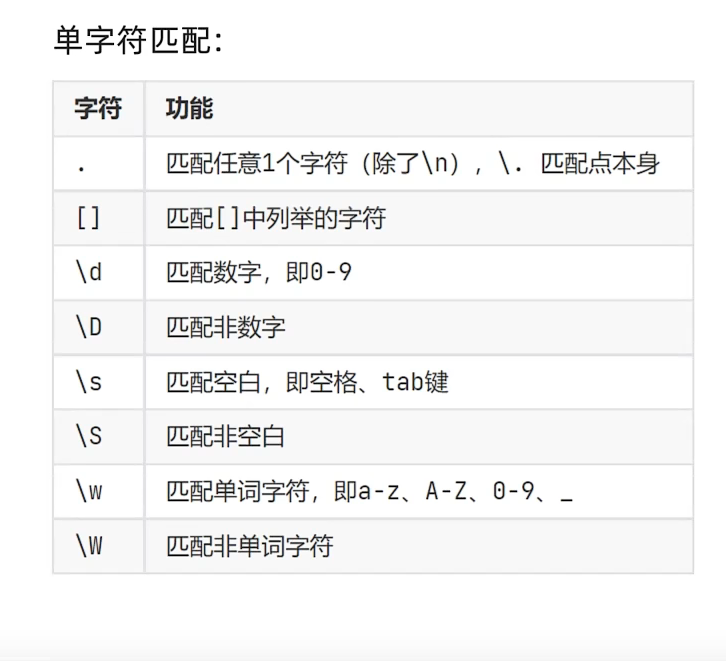 单字符匹配：
字符 功能
. 匹配任意1个字符（除了\n）, \. 匹配点本身
[] 匹配[]中列举的字符
\d 匹配数字，即0-9
\D 匹配非数字
\s 匹配空白，即空格、tab键
\S 匹配非空白
\w 匹配单词字符，即a-z、A-Z、0-9、_
\W 匹配非单词字符